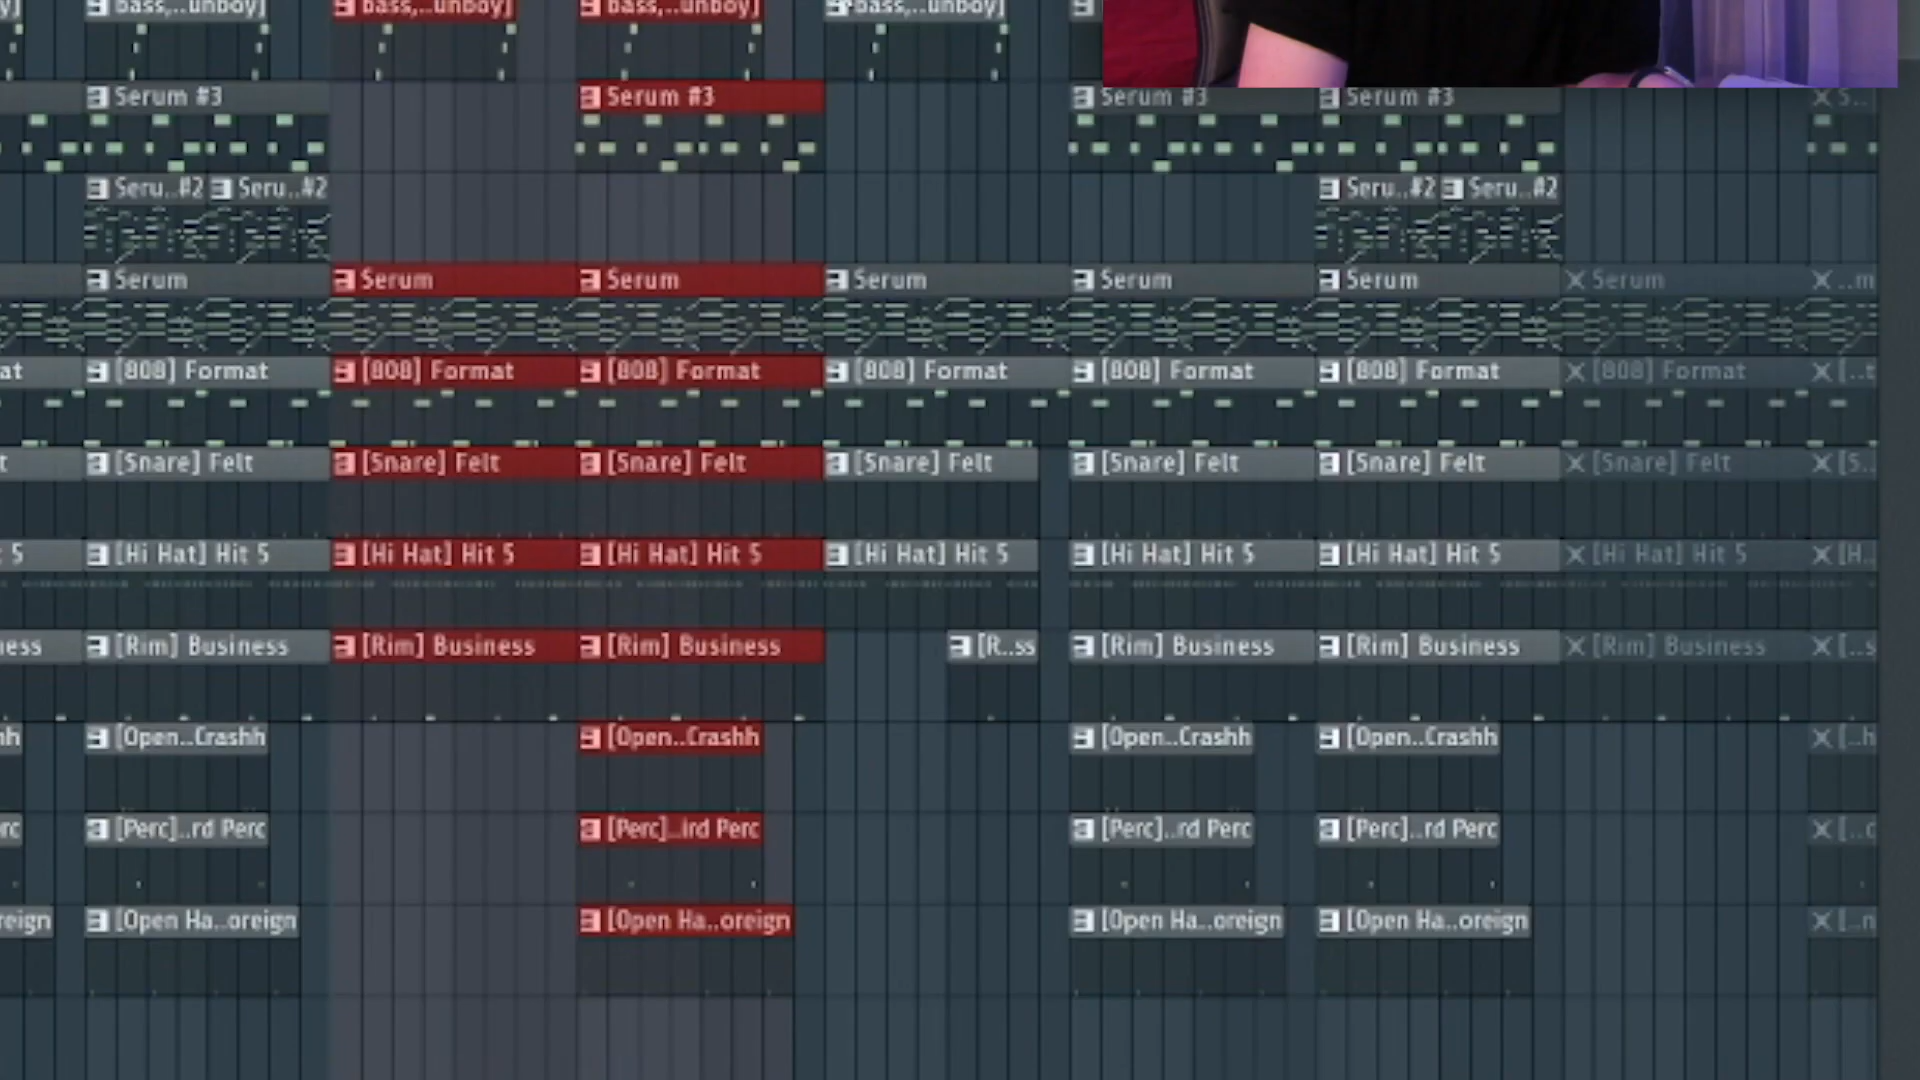 y] bass,..unboy] bass,..unboy] bass,..unboy] bass,..unboy]
Serum #3 Serum #3 Serum #3 Serum #3 S..
Seru..#2 Seru..#2 Seru..#2 Seru..#2
Serum Serum Serum Serum Serum Serum Serum ..m
at [808] Format [808] Format [808] Format [808] Format [808] Format [808] Format [808] Format [..t
t [Snare] Felt [Snare] Felt [Snare] Felt [Snare] Felt [Snare] Felt [Snare] Felt [Snare] Felt [S..
t 5 [Hi Hat] Hit 5 [Hi Hat] Hit 5 [Hi Hat] Hit 5 [Hi Hat] Hit 5 [Hi Hat] Hit 5 [Hi Hat] Hit 5 [Hi Hat] Hit 5 [H..
ness [Rim] Business [Rim] Business [Rim] Business [R..ss [Rim] Business [Rim] Business [Rim] Business [..s
hh [Open..Crashh [Open..Crashh [Open..Crashh [Open..Crashh [..h
rc [Perc]..rd Perc [Perc]..ird Perc [Perc]..rd Perc [Perc]..rd Perc [..c
reign [Open Ha..oreign [Open Ha..oreign [Open Ha..oreign [Open Ha..oreign [..n